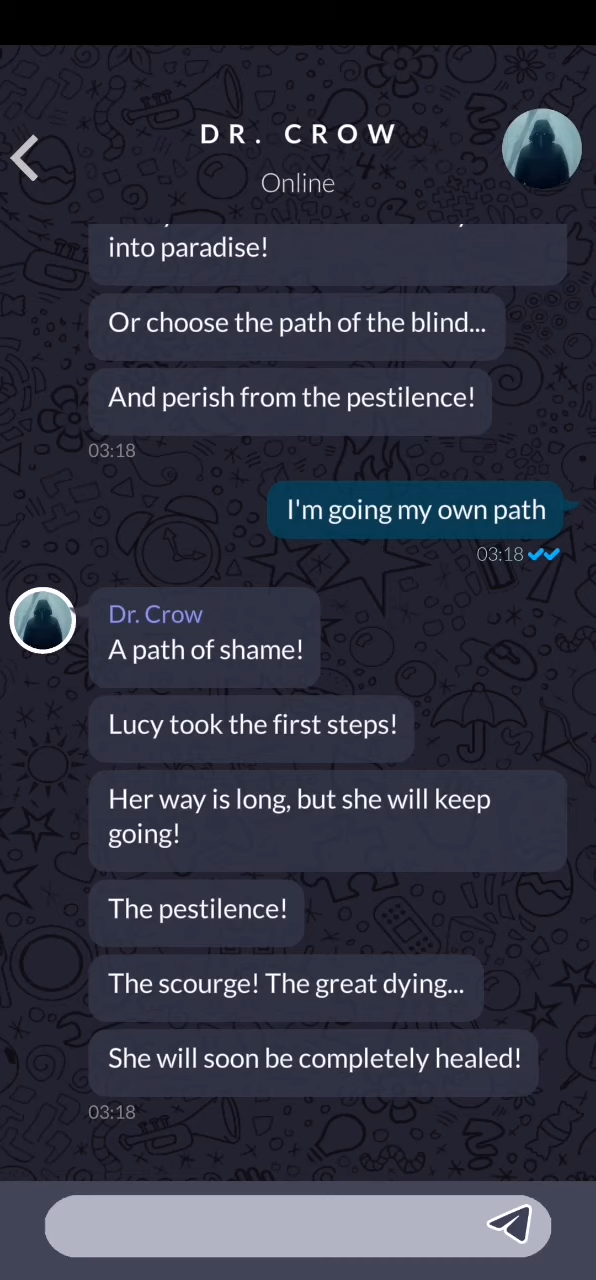 DR. CROW
Online
into paradise!
Or choose the path of the blind...
And perish from the pestilence!
03:18
I'm going my own path
03:18
Dr. Crow
A path of shame!
Lucy took the first steps!
Her way is long, but she will keep
going!
The pestilence!
The scourge! The great dying...
She will soon be completely healed!
03:18